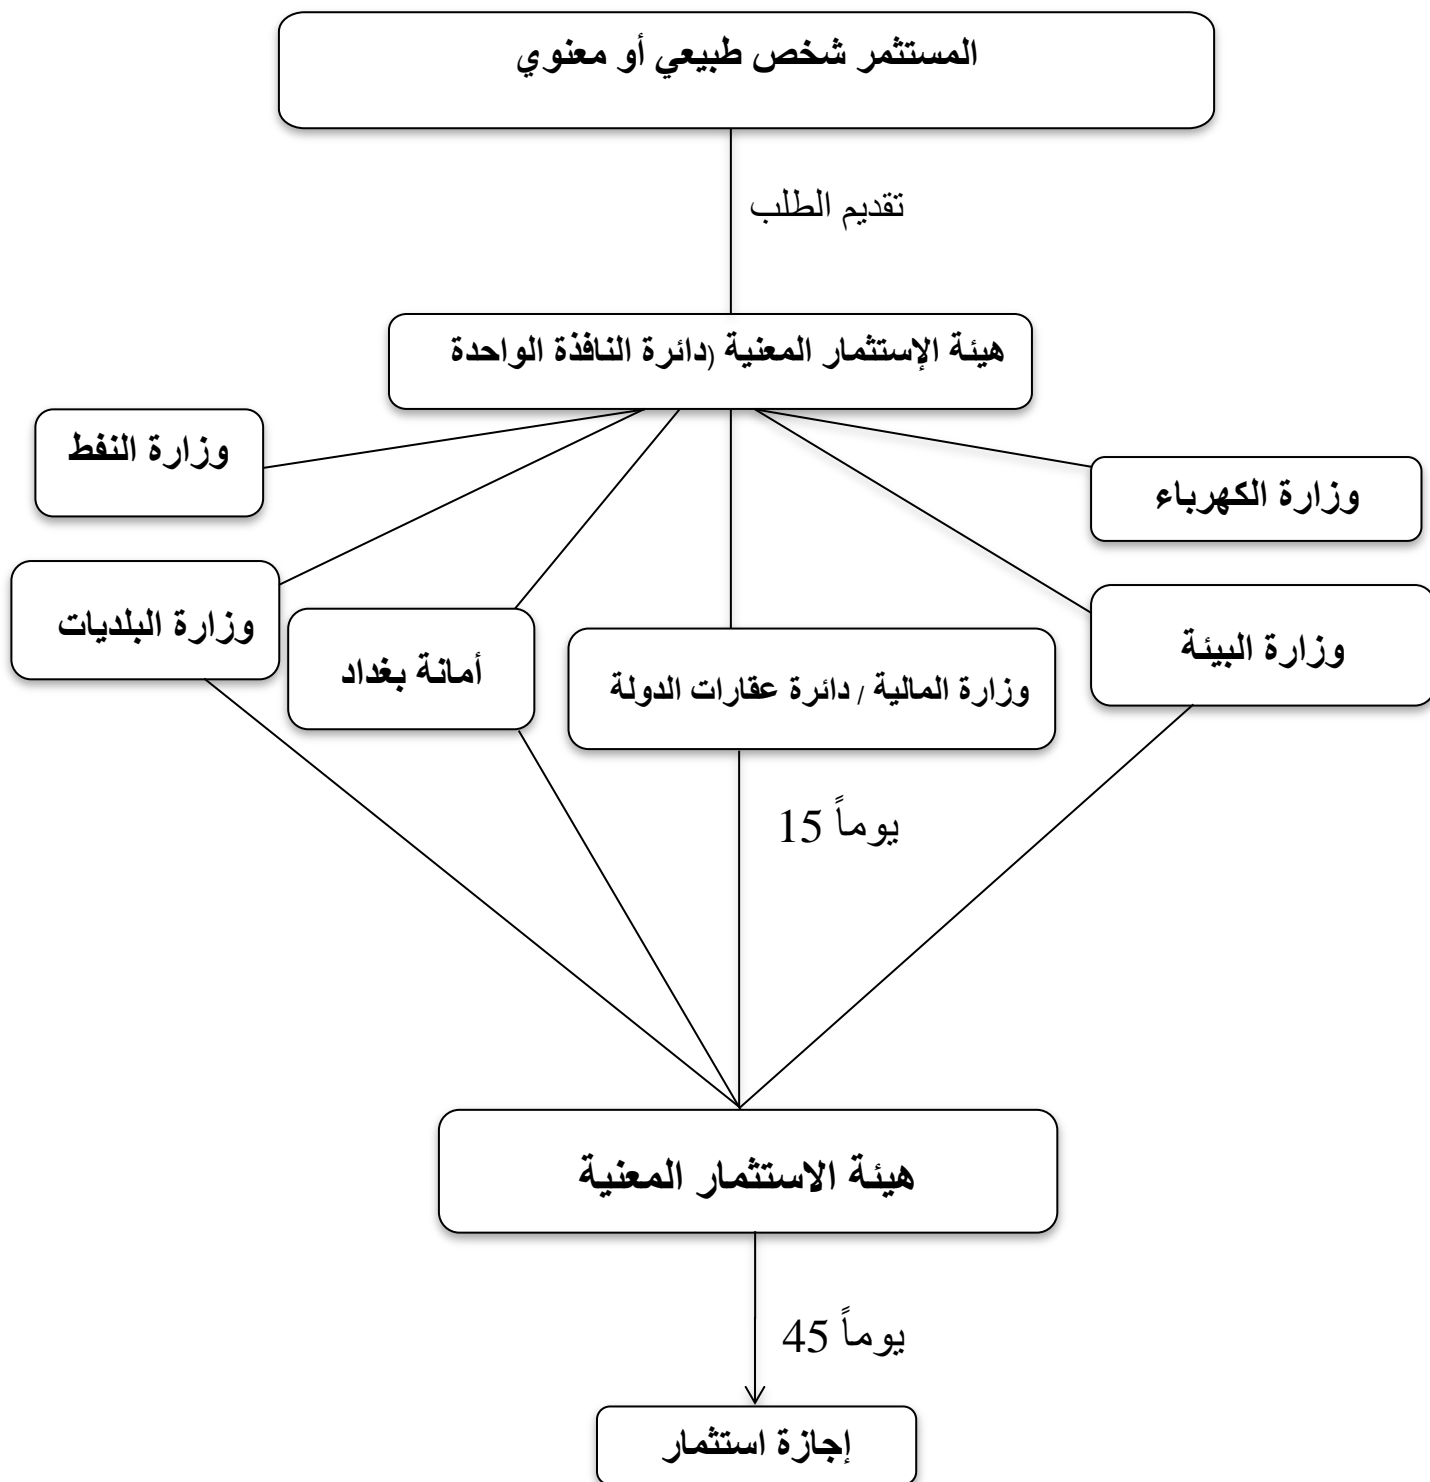 المستثمر شخص طبيعي أو معنوي
تقديم الطلب
هيئة الإستثمار المعنية (دائرة النافذة الواحدة
وزارة النفط
وزارة الكهرباء
وزارة البلديات
أمانة بغداد
وزارة المالية / دائرة عقارات الدولة
وزارة البيئة
15 يوماً
هيئة الاستثمار المعنية
45 يوماً
إجازة استثمار